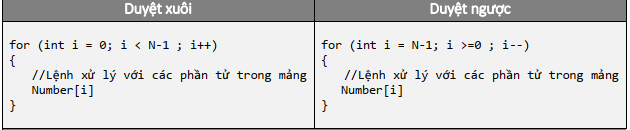 Duyệt xuôi
Duyệt ngược
for (int i = 0; i < N-1 ; i++)
{
//Lệnh xử lý với các phần tử trong mảng
Number[i]
}
for (int i = N-1; i >=0 ; i--)
{
//Lệnh xử lý với các phần tử trong mảng
Number[i]
}